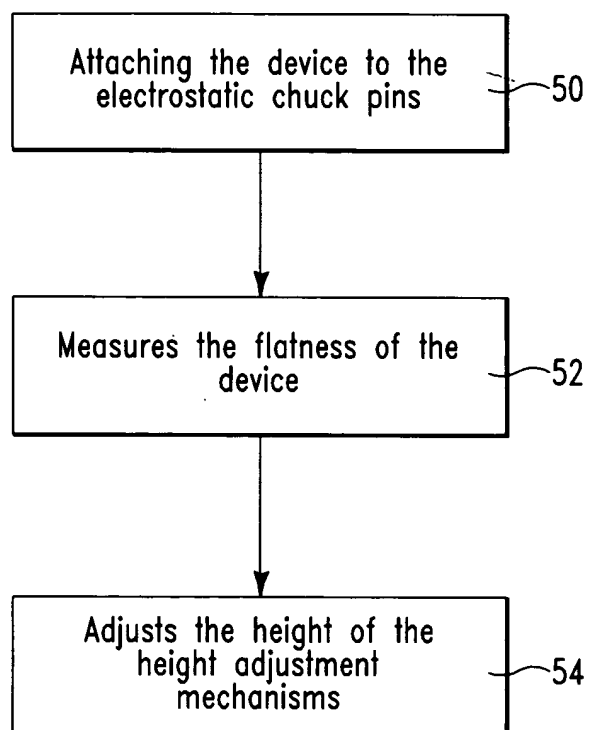 Attaching the device to the
electrostatic chuck pins
50
Measures the flatness of the
device
52
Adjusts the height of the
height adjustment
mechanisms
54